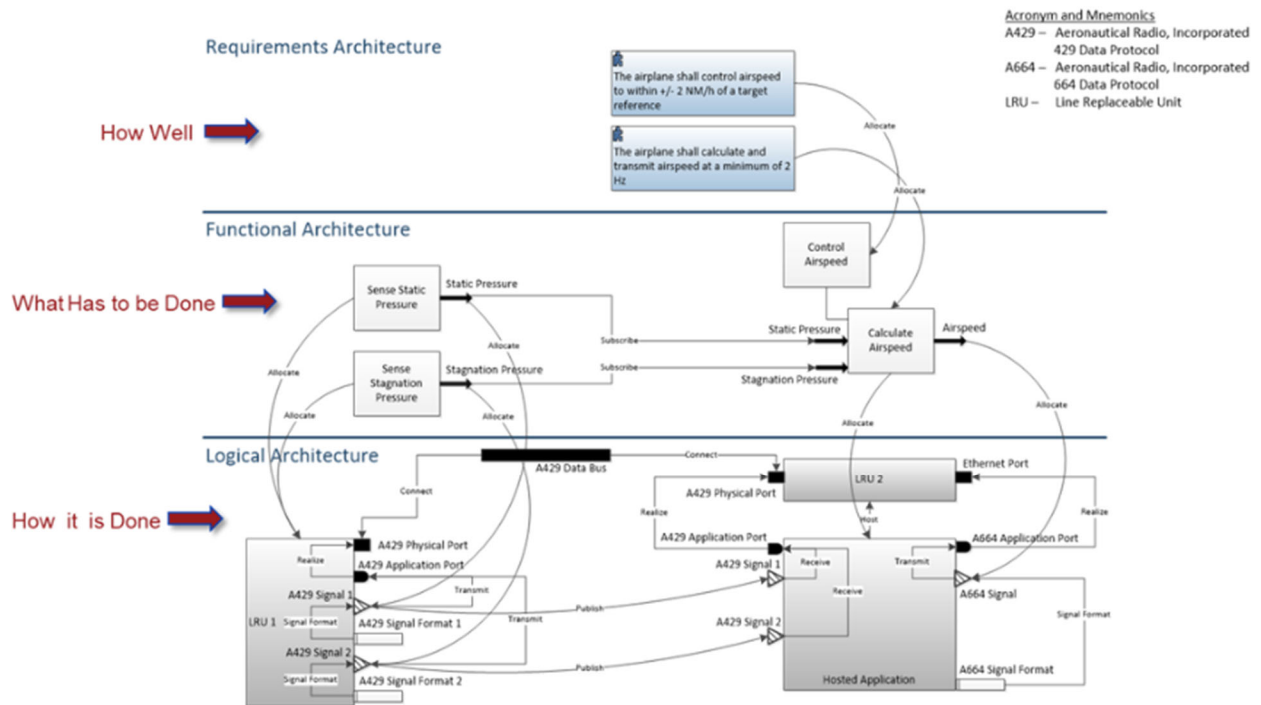 Acronym and Mnemonics
A429 – Aeronautical Radio, Incorporated
429 Data Protocol
A664 – Aeronautical Radio, Incorporated
664 Data Protocol
LRU – Line Replaceable Unit
Requirements Architecture
The airplane shall control airspeed
to within +/- 2 NM/h of a target
reference
How Well
Allocate
The airplane shall calculate and
transmit airspeed at a minimum of 2
Hz
Allocate
Functional Architecture
Control
Airspeed
What Has to be Done
Sense Static
Pressure
Static Pressure
Static Pressure
Calculate
Airspeed
Airspeed
Subscribe
Allocate
Subscribe
Sense
Stagnation
Pressure
Stagnation Pressure
Stagnation Pressure
Allocate
Allocate
Allocate
Allocate
Allocate
Logical Architecture
A429 Data Bus
Connect
Connect
Ethernet Port
LRU 2
A429 Physical Port
How it is Done
Realize
Host
Realize
A429 Physical Port
A429 Application Port
A664 Application Port
Realize
A429 Application Port
A429 Signal 1
Receive
Transmit
Transmit
Receive
A429 Signal 1
A664 Signal
Publish
LRU 1
Signal Format
A429 Signal Format 1
Transmit
A429 Signal 2
Signal Format
A429 Signal 2
Publish
Signal Format
A429 Signal Format 2
Hosted Application
A664 Signal Format